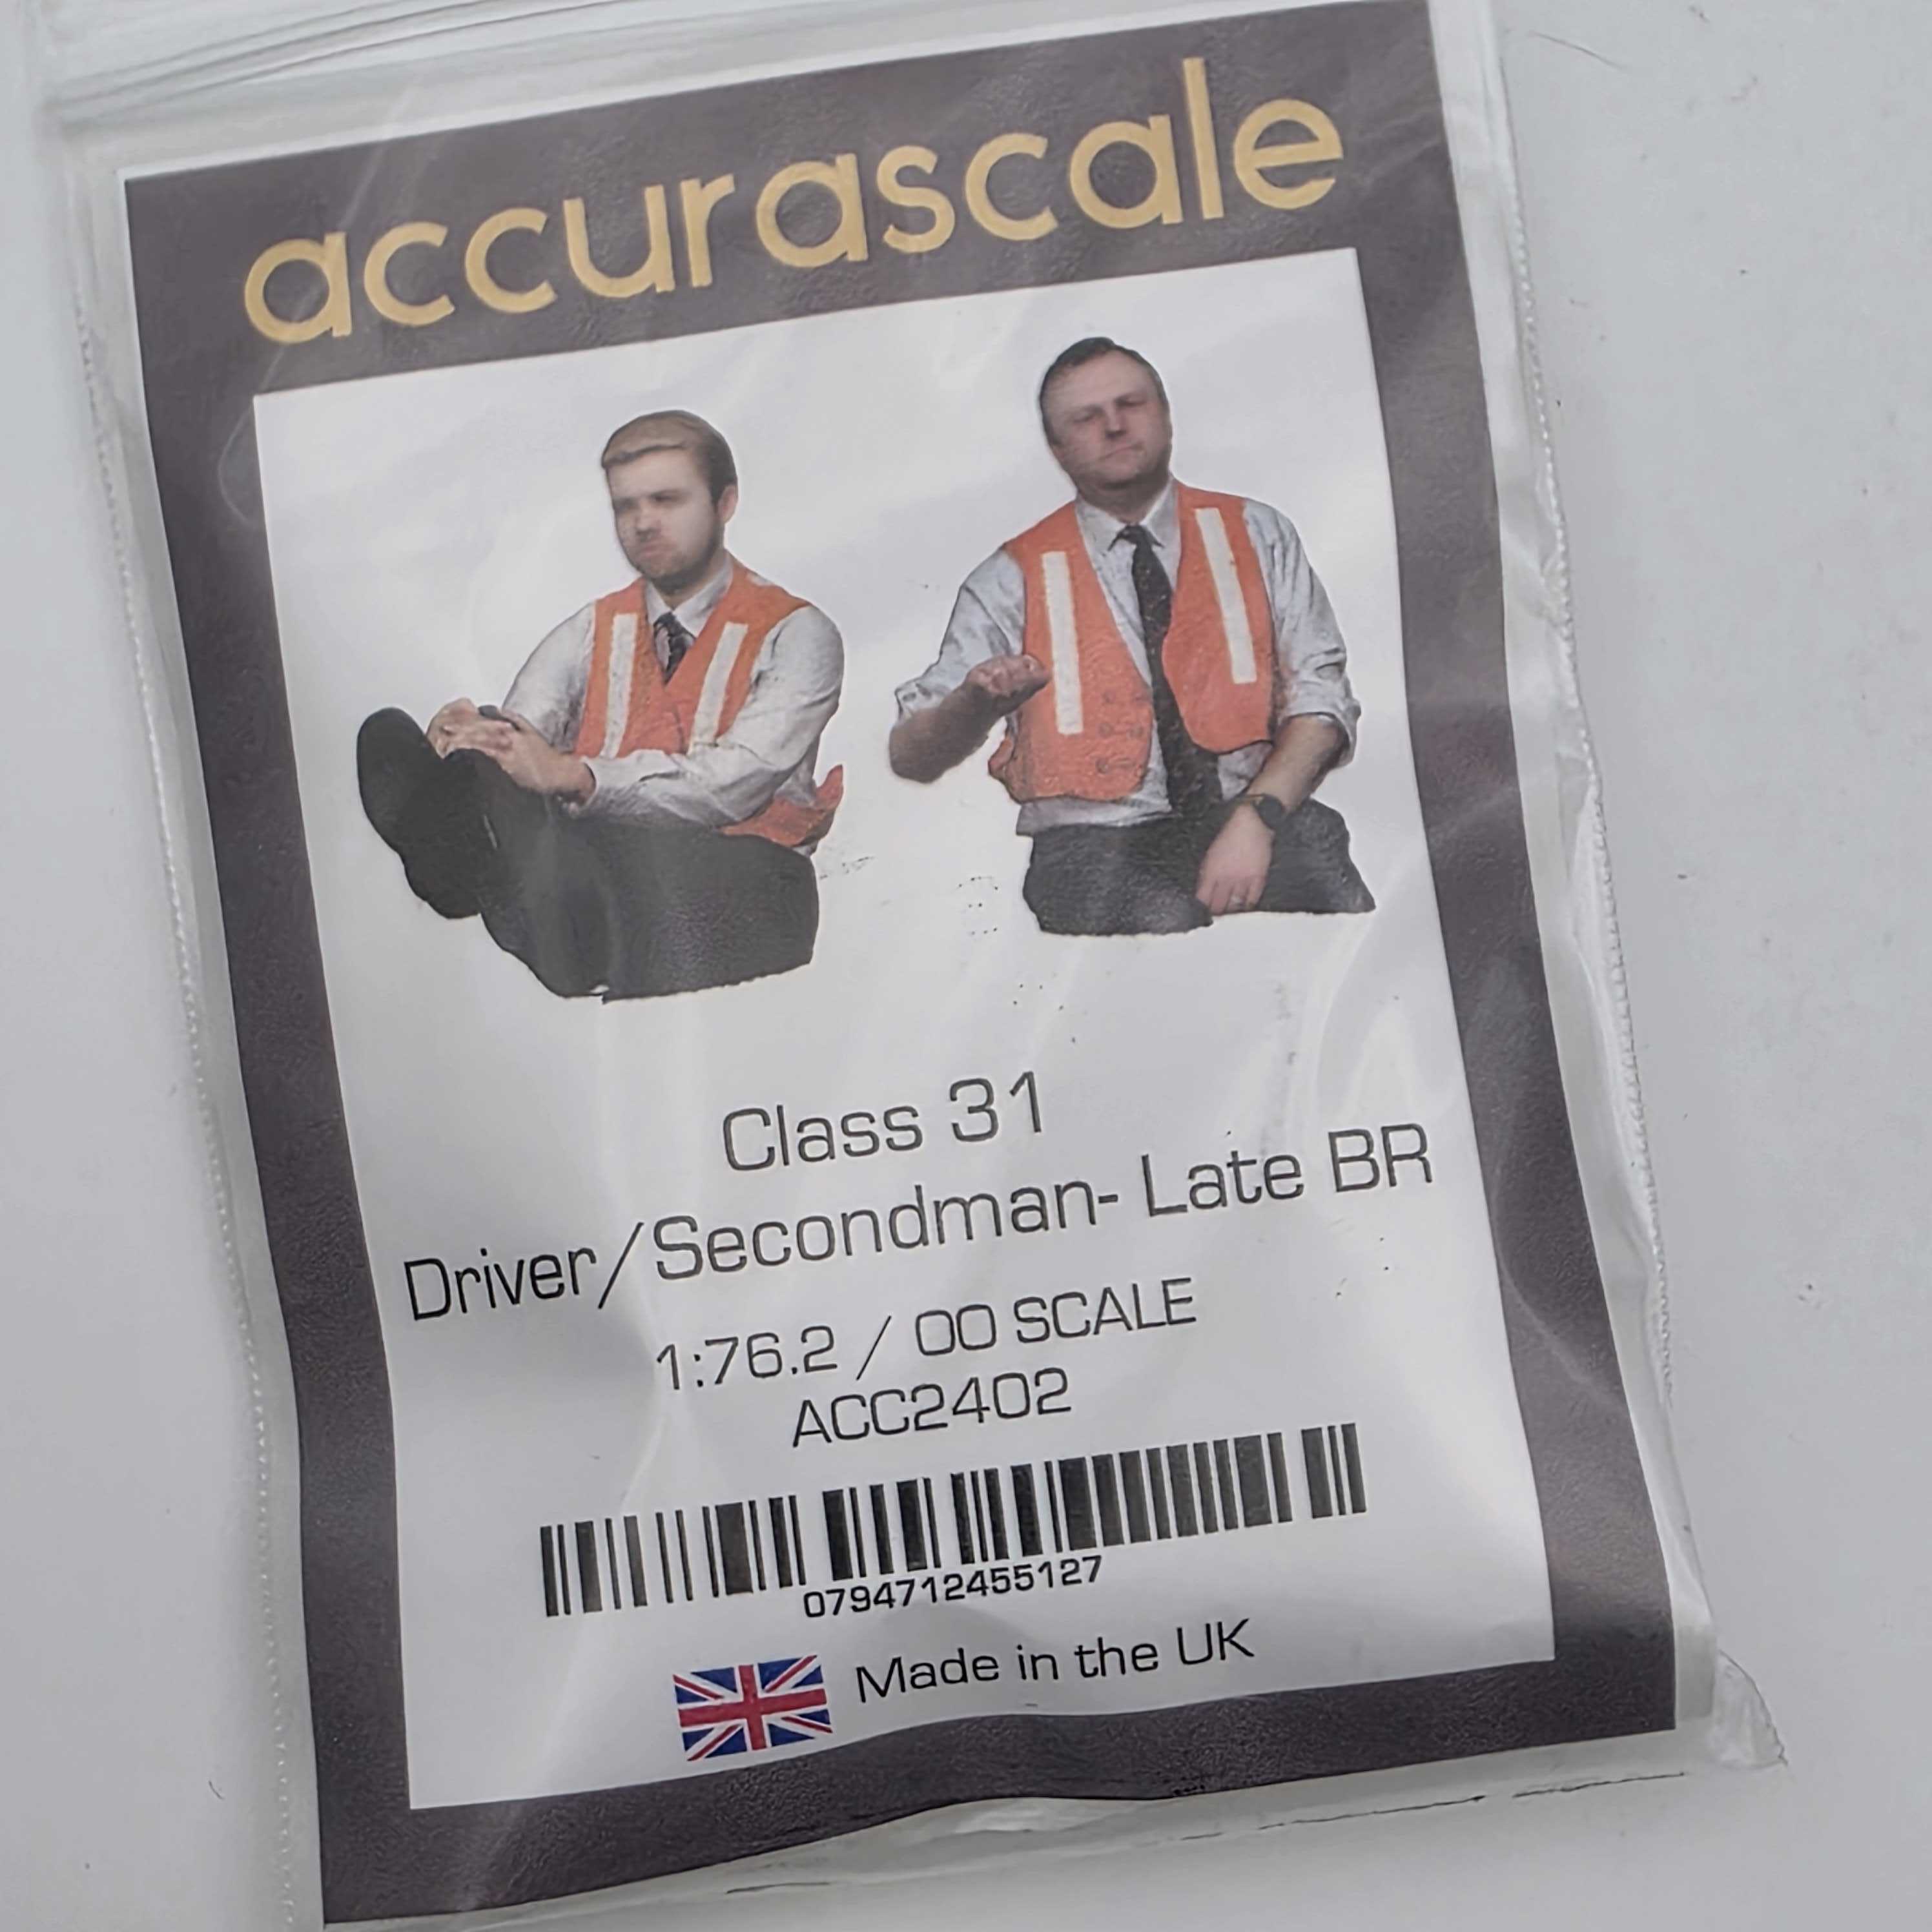 accurascale
Class 31
Driver/Secondman- Late BR
1:76.2 / OO SCALE
ACC2402
0794712455127
Made in the UK